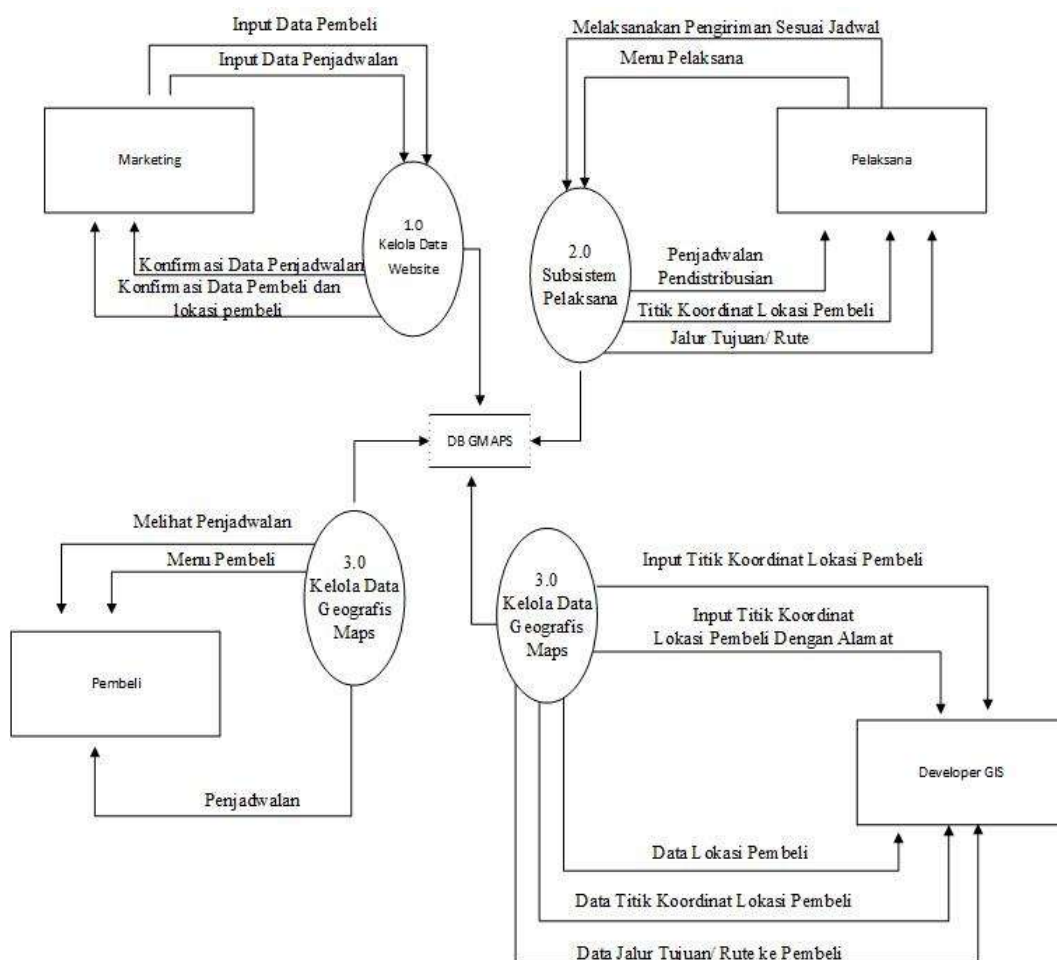 Input Data Pembeli
Input Data Penjadwalan
Marketing
1.0
Kelola Data
Website
Konfirmasi Data Penjadwalan
Konfirmasi Data Pembeli dan
lokasi pembeli
Melaksanakan Pengiriman Sesuai Jadwal
Menu Pelaksana
Pelaksana
2.0
Subsistem
Pelaksana
Penjadwalan
Pendistribusian
Titik Koordinat Lokasi Pembeli
Jalur Tujuan/ Rute
DB GMAPS
Melihat Penjadwalan
Menu Pembeli
3.0
Kelola Data
Geografis
Maps
Pembeli
Penjadwalan
3.0
Kelola Data
Geografis
Maps
Input Titik Koordinat Lokasi Pembeli
Input Titik Koordinat
Lokasi Pembeli Dengan Alamat
Developer GIS
Data Lokasi Pembeli
Data Titik Koordinat Lokasi Pembeli
Data Jalur Tujuan/ Rute ke Pembeli